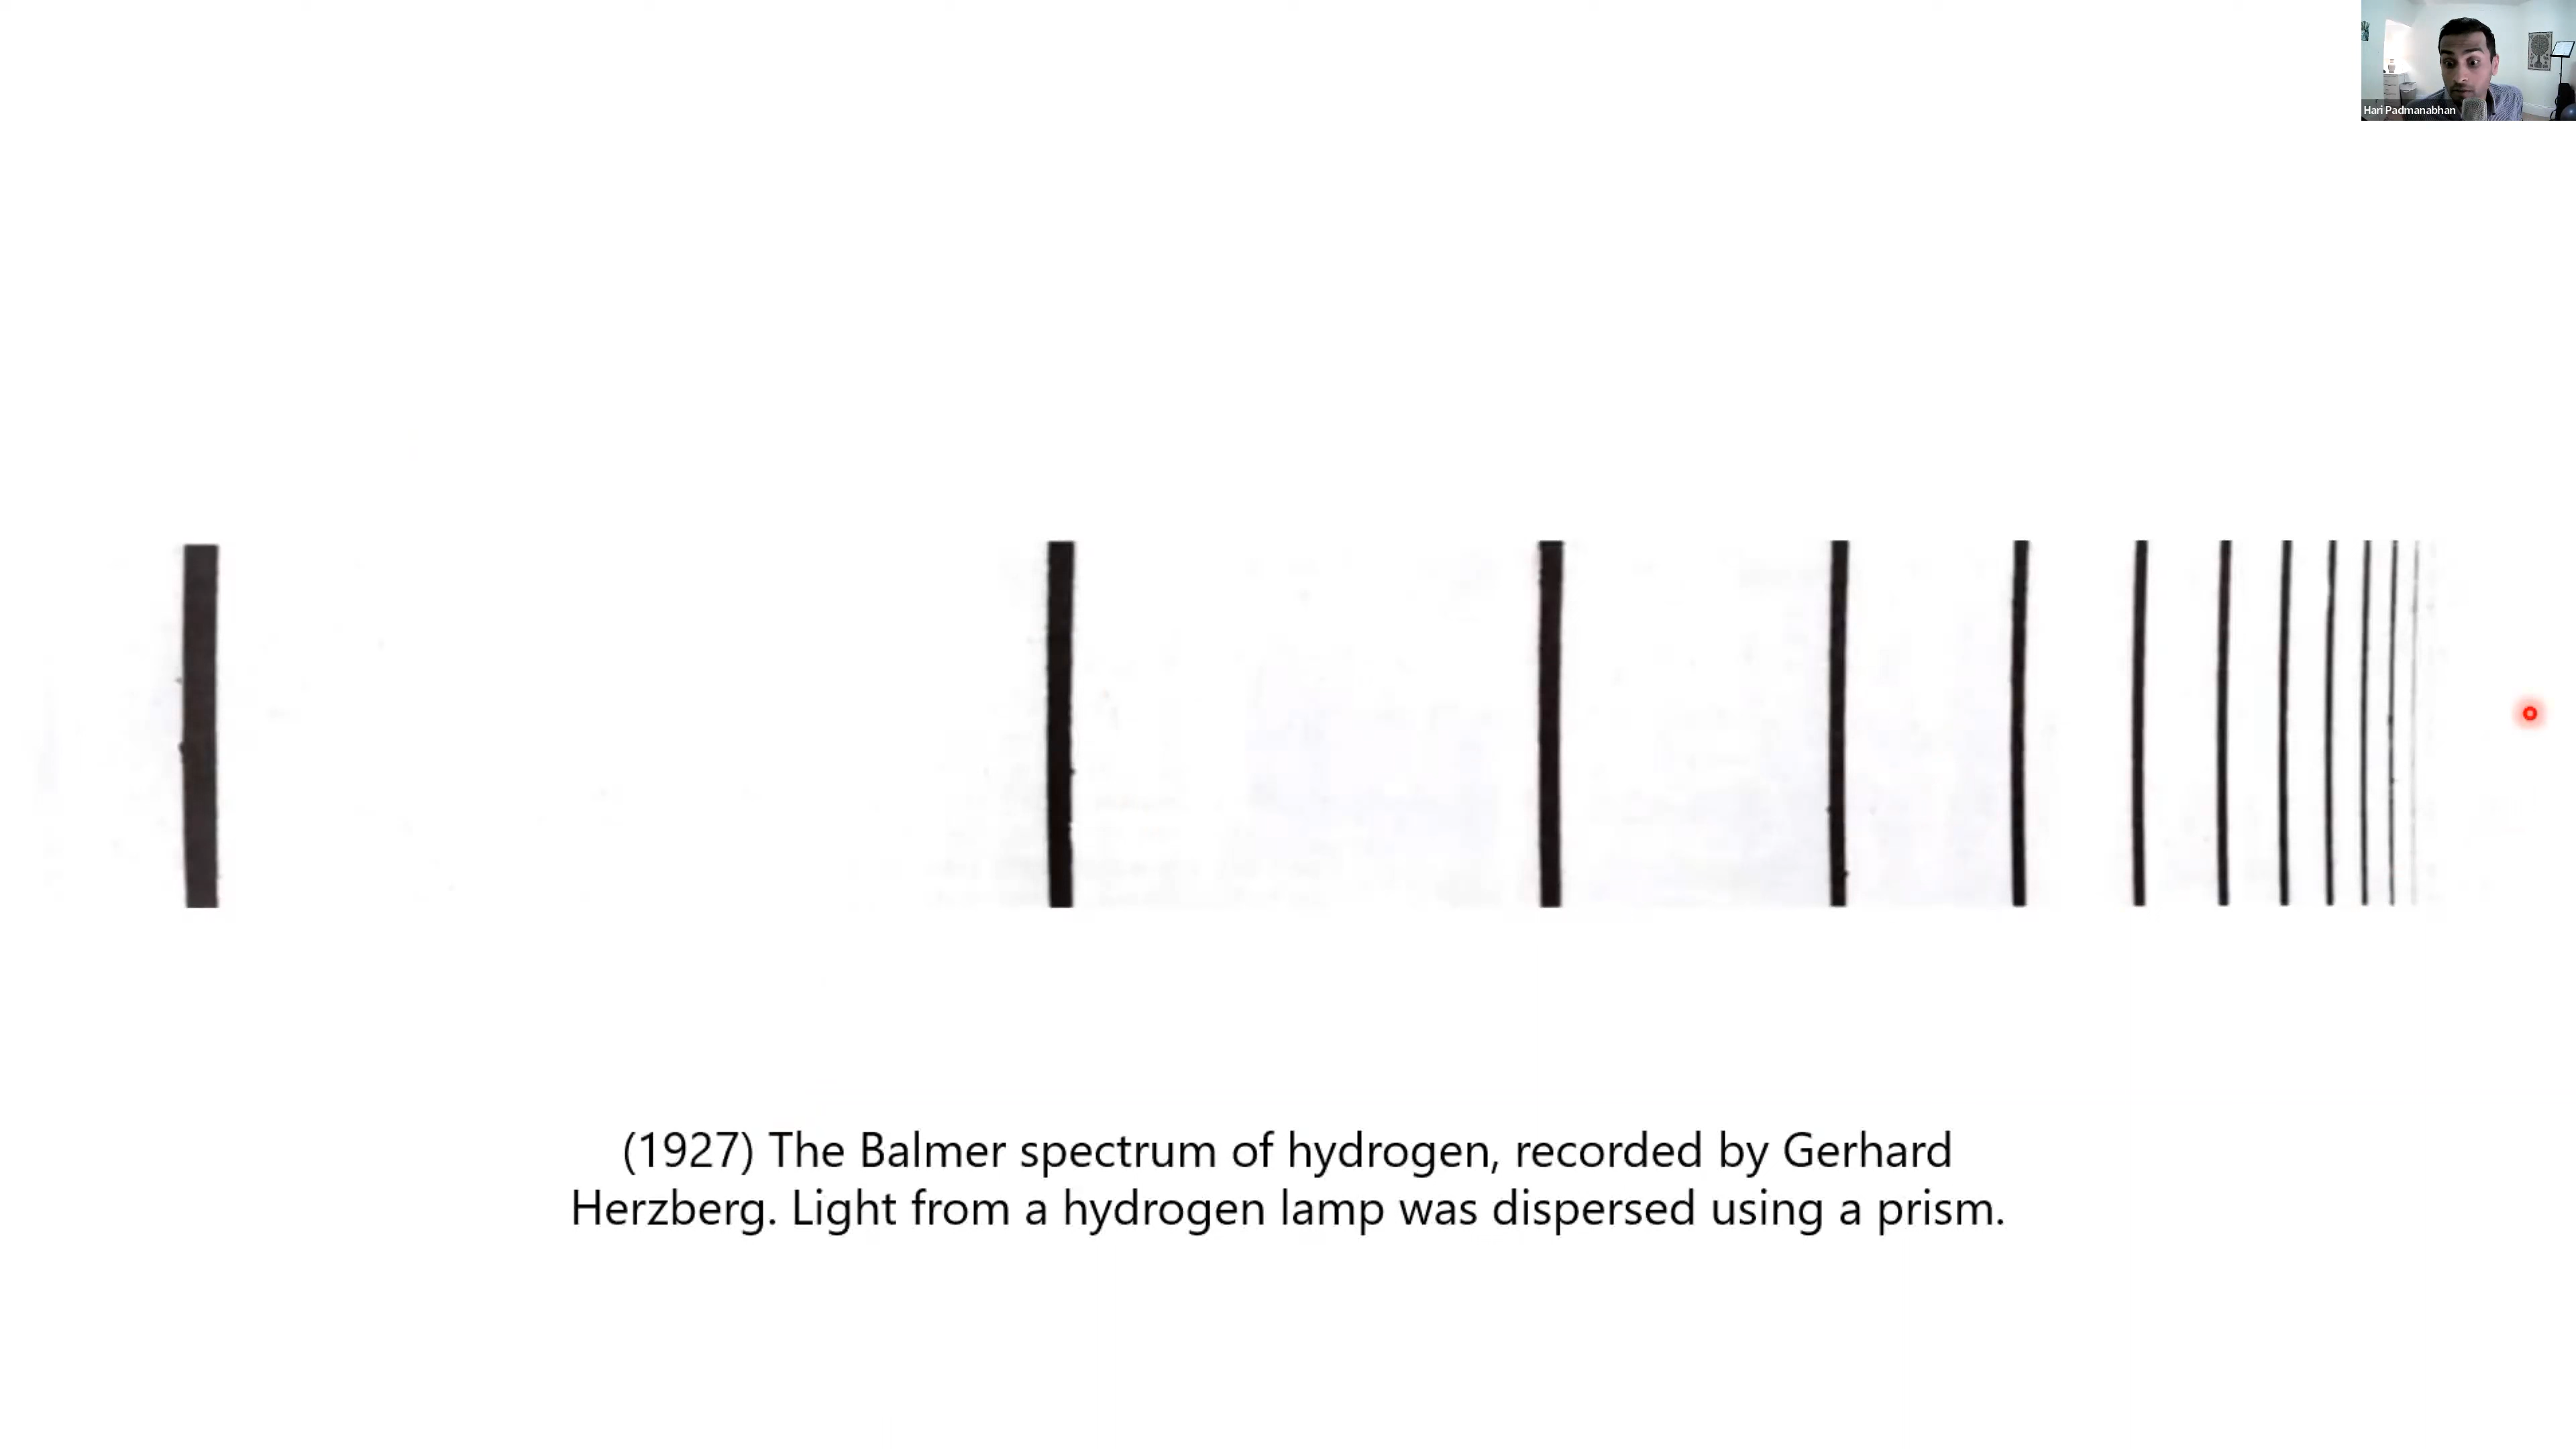 Hari Padmanabhan
(1927) The Balmer spectrum of hydrogen, recorded by Gerhard
Herzberg. Light from a hydrogen lamp was dispersed using a prism.